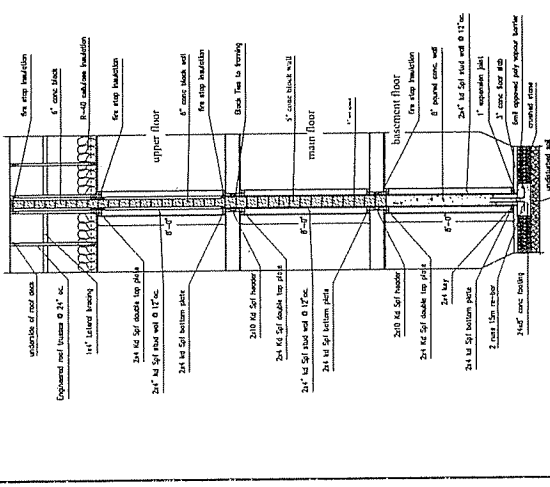 fire stop insulation
6" conc block
R-40 cellulose insulation
fire stop insulation
6" conc block wall
fire stop insulation
Block Ties to framing
5" conc block wall
fire stop insulation
8" poured conc. wall
2x4" kd Spf stud wall @ 12"oc.
1" expansion joint
3" conc floor slab
6mil approved poly vapour barrier
crushed stone
undisturbed soil
upper floor
main floor
basement floor
8'-0"
8'-0"
8'-0"
underside of roof deck
Engineered roof trusses @ 24" oc.
1x4" Lateral bracing
2x4 Kd Spf double top plate
2x4" kd Spf stud wall @ 12"oc.
2x4 kd Spf bottom plate
2x10 Kd Spf header
2x4 Kd Spf double top plate
2x4" kd Spf stud wall @ 12"oc.
2x4 kd Spf bottom plate
2x10 Kd Spf header
2x4 Kd Spf double top plate
2x4 key
2x4 kd Spf bottom plate
2 runs 15m re-bar
24x8" conc footing